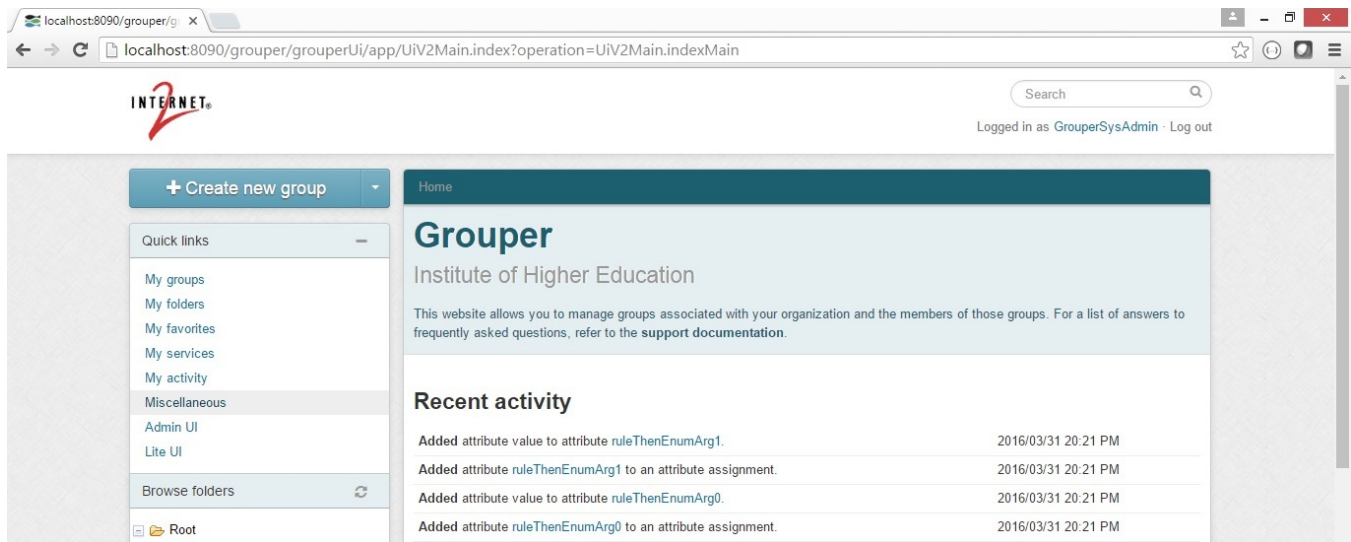 localhost:8090/grouper/g
localhost:8090/grouper/grouperUi/app/UiV2Main.index?operation=UiV2Main.indexMain
INTERNET®
2
Search
Logged in as GrouperSysAdmin · Log out
+ Create new group
Home
Quick links
Grouper
Institute of Higher Education
My groups
My folders
My favorites
My services
My activity
Miscellaneous
Admin UI
Lite UI
This website allows you to manage groups associated with your organization and the members of those groups. For a list of answers to
frequently asked questions, refer to the support documentation.
Recent activity
Added attribute value to attribute ruleThenEnumArg1. 2016/03/31 20:21 PM
Added attribute ruleThenEnumArg1 to an attribute assignment. 2016/03/31 20:21 PM
Added attribute value to attribute ruleThenEnumArg0. 2016/03/31 20:21 PM
Added attribute ruleThenEnumArg0 to an attribute assignment. 2016/03/31 20:21 PM
Browse folders
Root